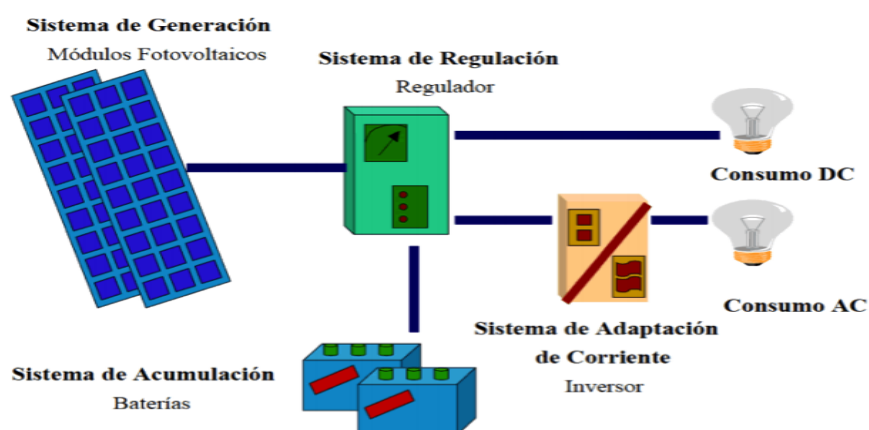 Sistema de Generación
Módulos Fotovoltaicos
Sistema de Regulación
Regulador
Consumo DC
Consumo AC
Sistema de Adaptación
de Corriente
Inversor
Sistema de Acumulación
Baterías